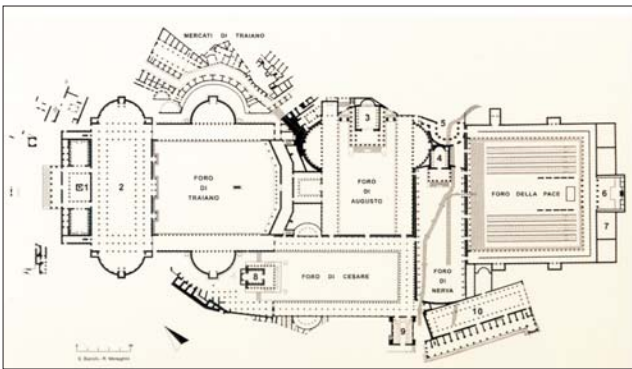 MERCATI DI TRAIANO
1
2
FORO
DI
TRAIANO
3
FORO
DI
AUGUSTO
4
5
FORO DELLA PACE
6
7
8
FORO DI CESARE
FORO
DI
NERVA
9
10